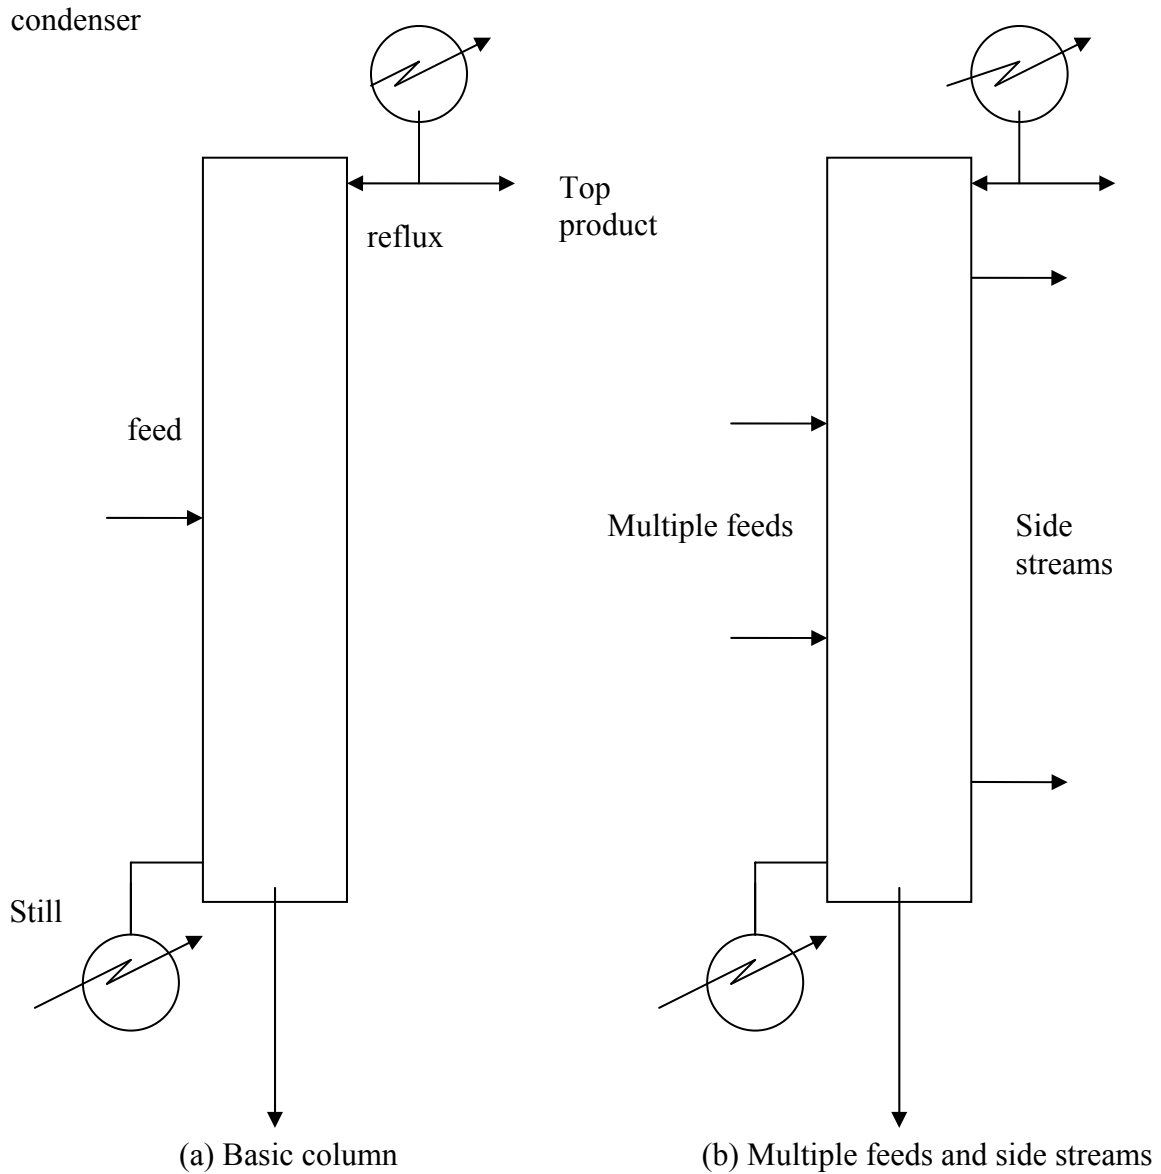 condenser
Top
product
reflux
feed
Multiple feeds
Side
streams
Still
(a) Basic column
(b) Multiple feeds and side streams